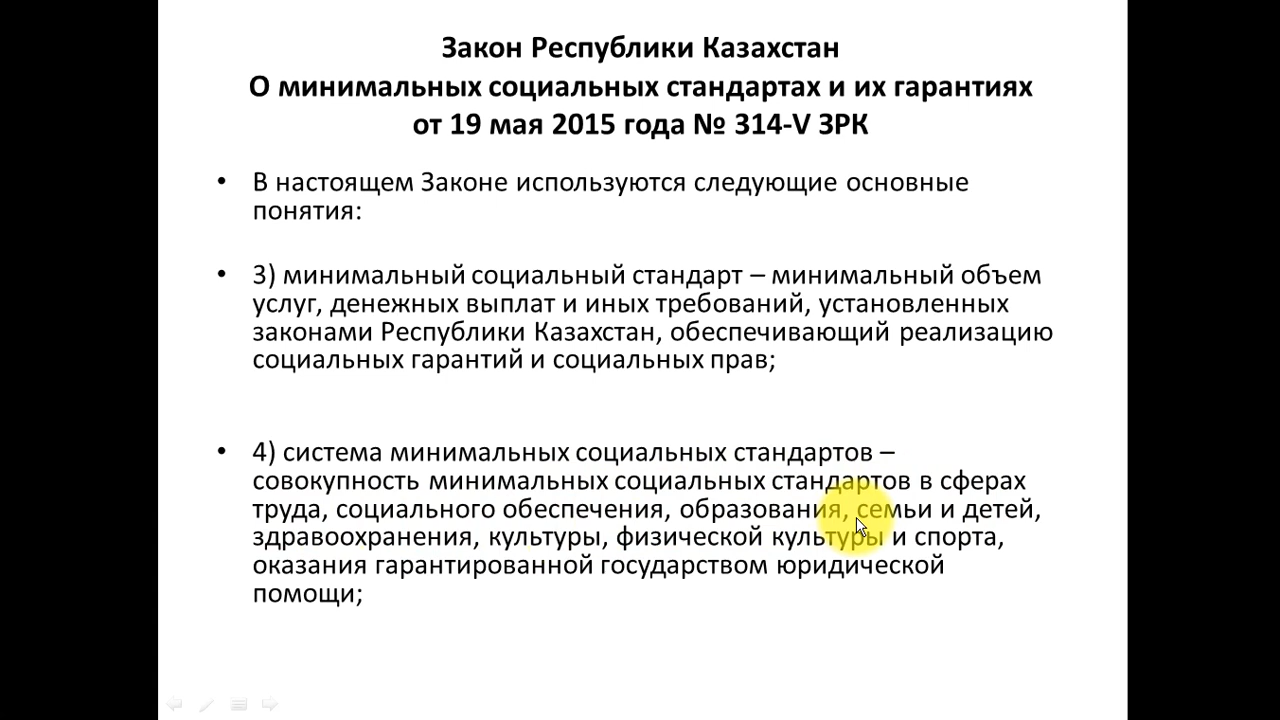 Закон Республики Казахстан
О минимальных социальных стандартах и их гарантиях
от 19 мая 2015 года № 314-V ЗРК
• В настоящем Законе используются следующие основные
понятия:
• 3) минимальный социальный стандарт – минимальный объем
услуг, денежных выплат и иных требований, установленных
законами Республики Казахстан, обеспечивающий реализацию
социальных гарантий и социальных прав;
• 4) система минимальных социальных стандартов –
совокупность минимальных социальных стандартов в сферах
труда, социального обеспечения, образования, семьи и детей,
здравоохранения, культуры, физической культуры и спорта,
оказания гарантированной государством юридической
помощи;